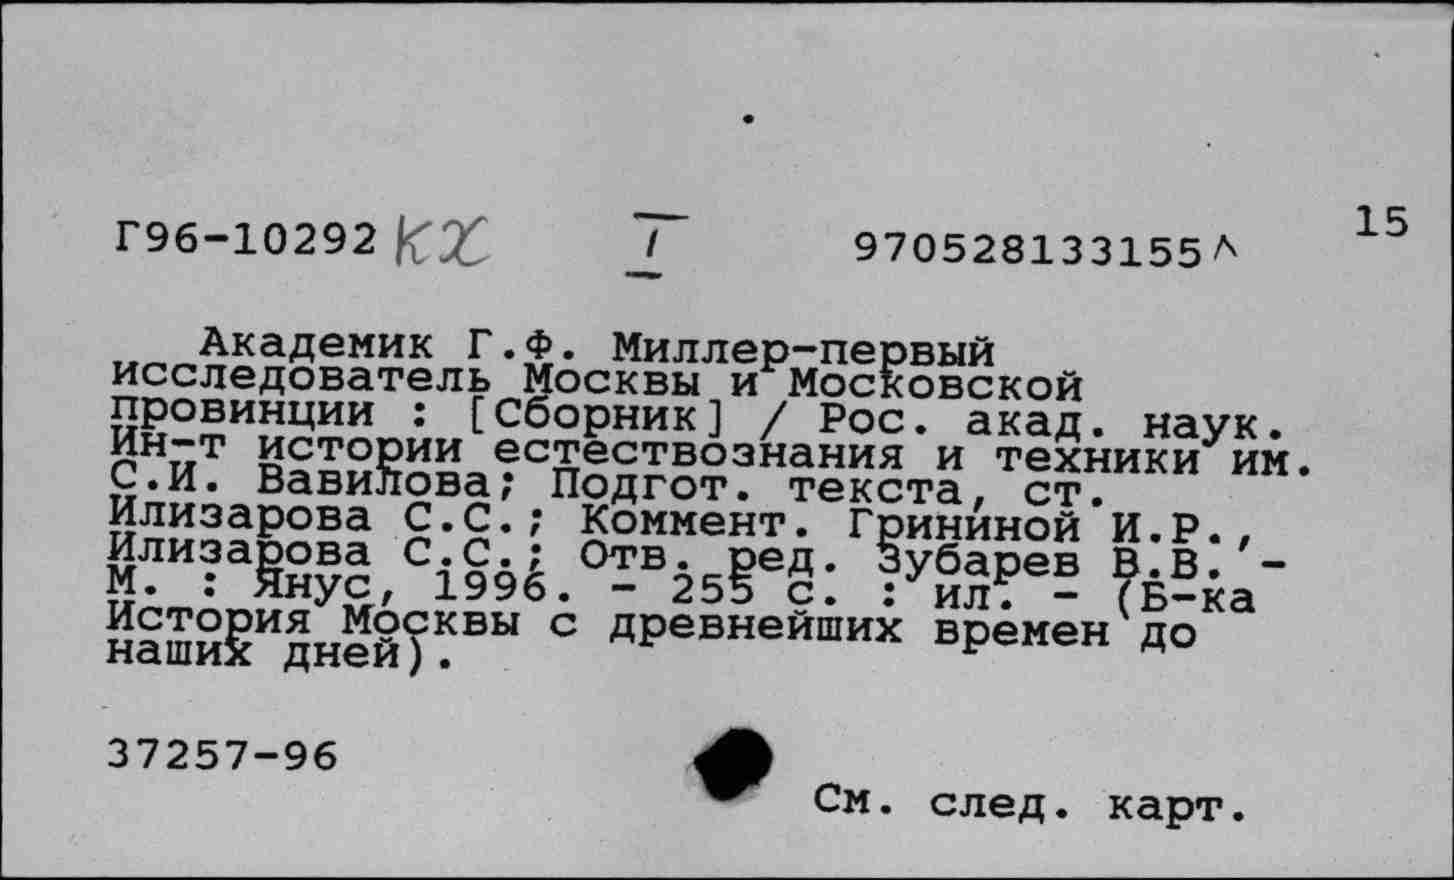 Г96-10292 КХ Т 970528133155Л 15
Академик Г.Ф. Миллер-первый
исследователь Москвы и Московской
провинции : [Сборник] / Рос. акад. наук.
Ин-т истории естествознания и техники им.
С.И. Вавилова; Подгот. текста, ст.
Илизарова С.С.; Коммент. Грининой И.Р.,
Илизарова С.С.; Отв. ред. Зубарев В.В. -
М. : Янус, 1996. - 255 с. : ил. - (Б-ка
История Москвы с древнейших времен до
наших дней).
37257-96
См. след. карт.